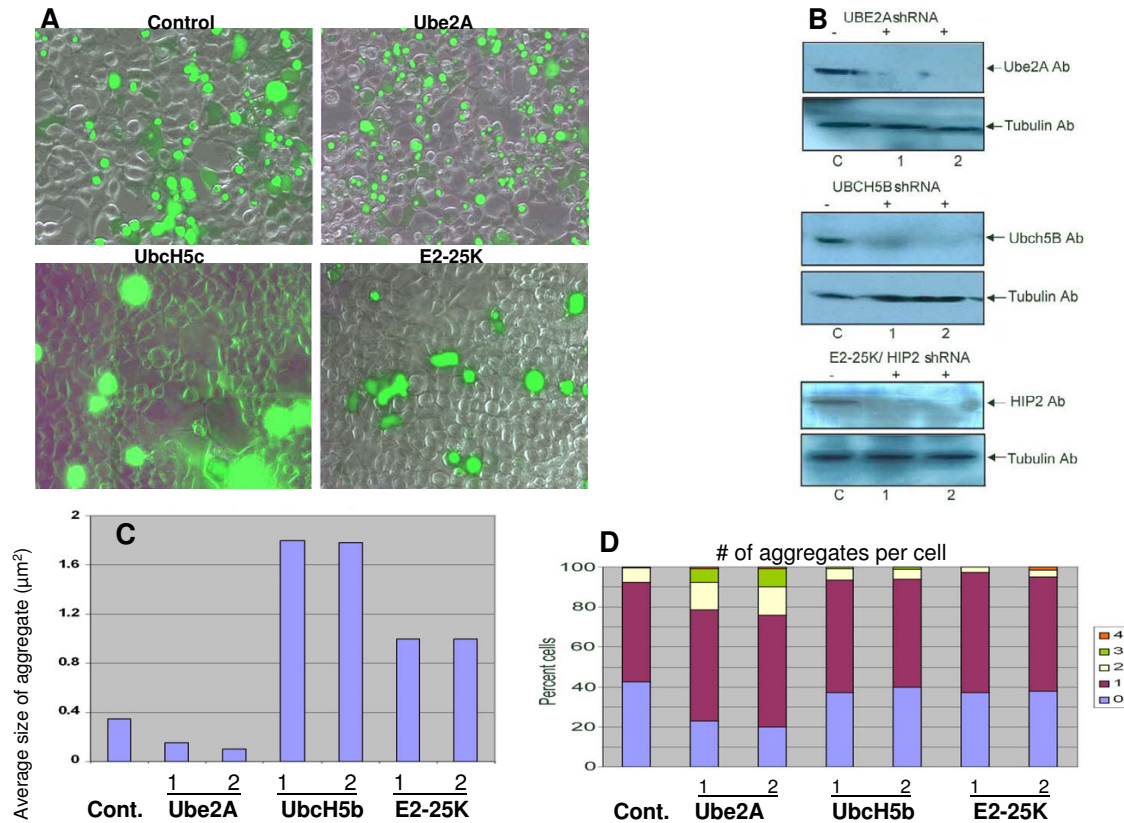 A
Control
Ube2A
UbcH5c
E2-25K
B
UBE2AshRNA
- + +
Ube2A Ab
Tubulin Ab
C 1 2
UBCH5BshRNA
- + +
Ubch5B Ab
Tubulin Ab
C 1 2
E2-25K/ HIP2 shRNA
- + +
HIP2 Ab
Tubulin Ab
C 1 2
C
Average size of aggregate (µm²)
2
1.6
1.2
0.8
0.4
0
1 2 1 2 1 2
Cont. Ube2A UbcH5b E2-25K
D
# of aggregates per cell
Percent cells
100
80
60
40
20
0
1 2 1 2 1 2
Cont. Ube2A UbcH5b E2-25K
4
3
2
1
0